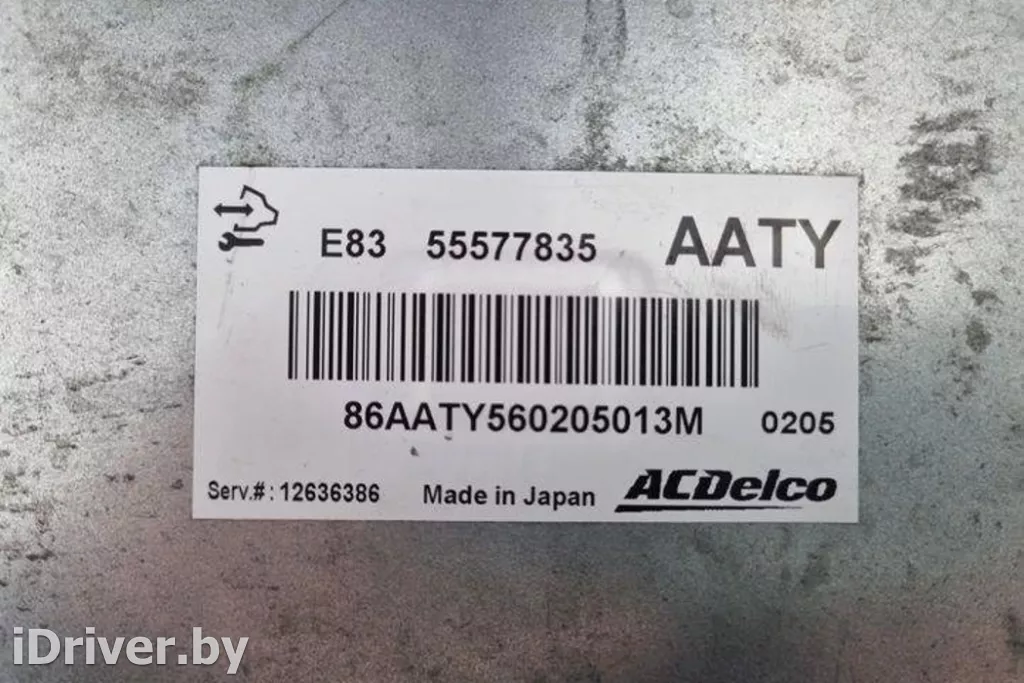 E83 55577835 AATY
86AATY560205013M 0205
Serv.#: 12636386 Made in Japan ACDelco
iDriver.by